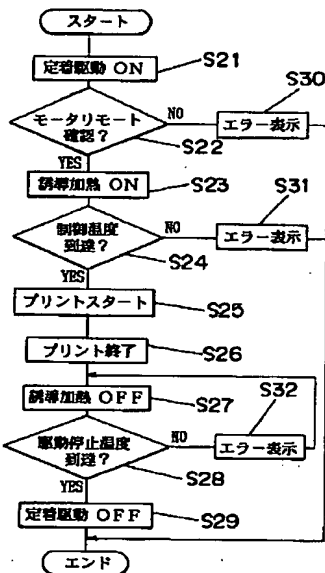 スタート
定着駆動 ON
S21
モータリモート
確認?
NO
S22
S30
エラー表示
YES
誘導加熱 ON
S23
制御温度
到達?
NO
S24
S31
エラー表示
YES
プリントスタート
S25
プリント終了
S26
誘導加熱 OFF
S27
駆動停止温度
到達?
NO
S28
S32
エラー表示
YES
定着駆動 OFF
S29
エンド